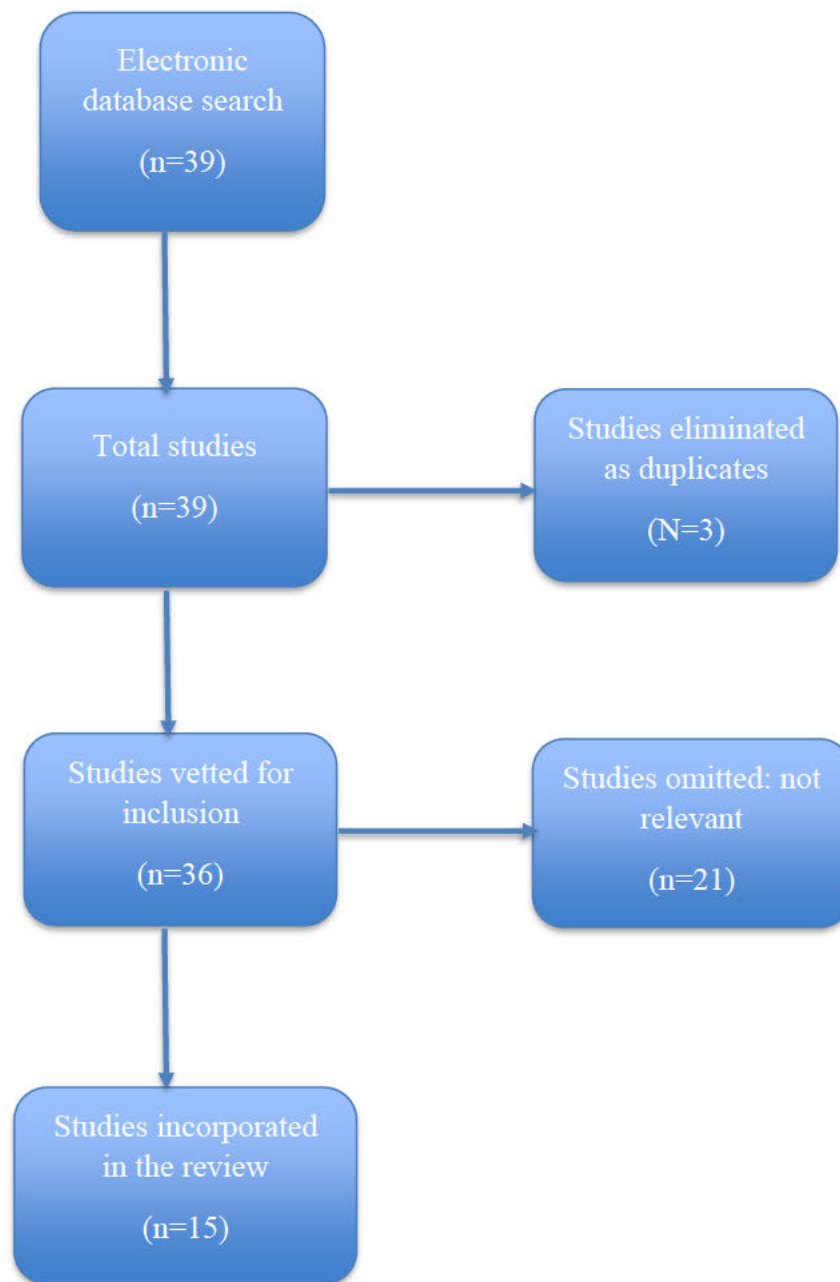 Electronic
database search
(n=39)
Total studies
(n=39)
Studies eliminated
as duplicates
(N=3)
Studies vetted for
inclusion
(n=36)
Studies omitted: not
relevant
(n=21)
Studies incorporated
in the review
(n=15)